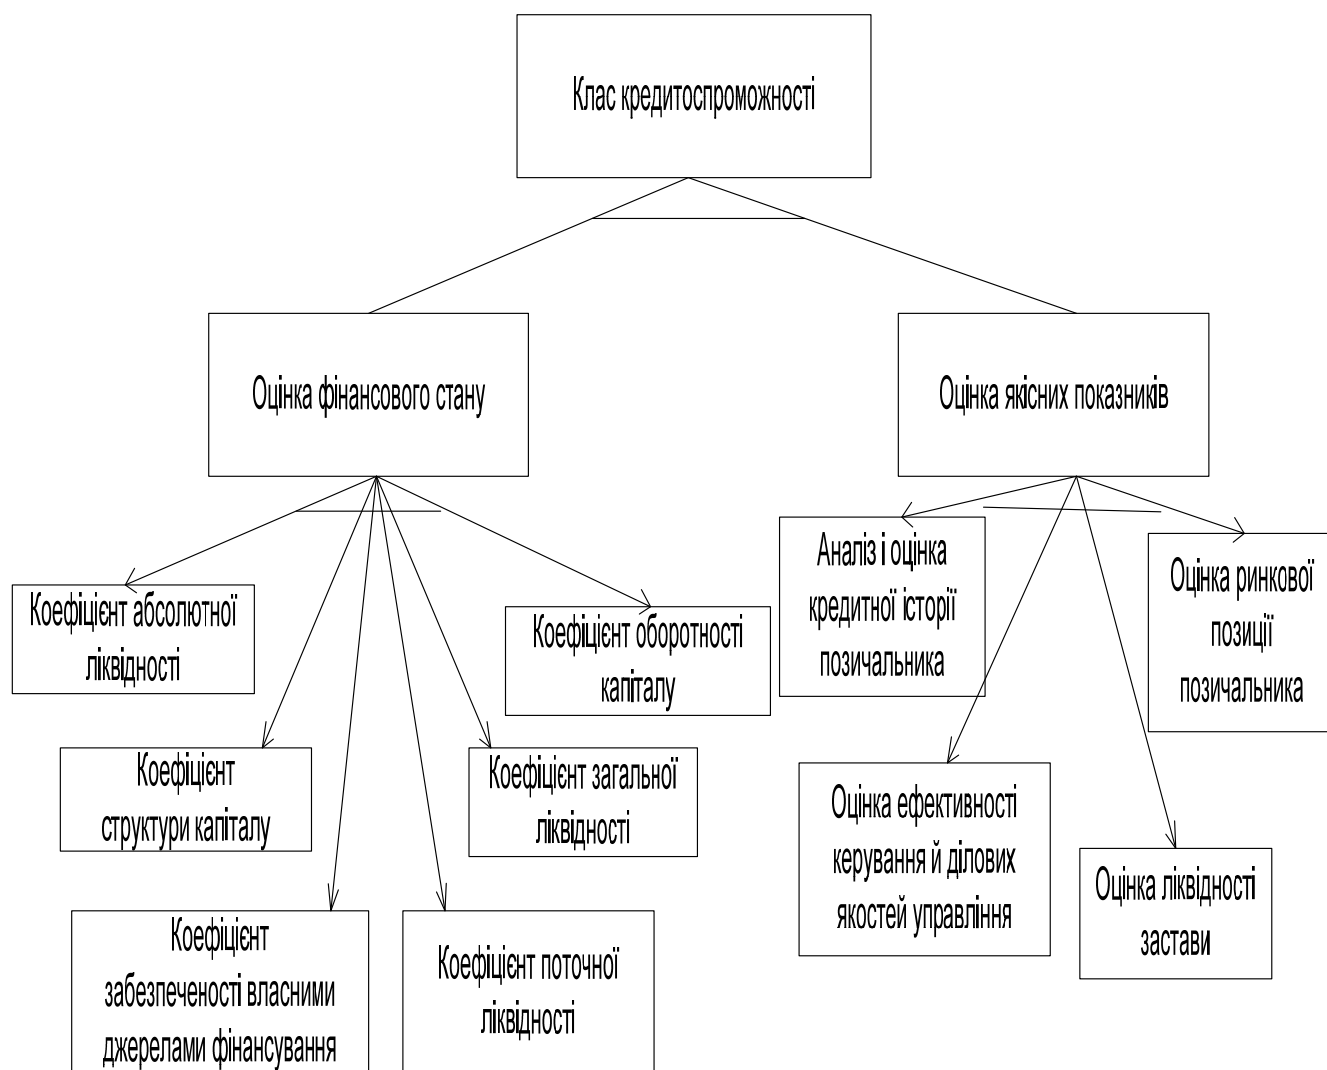 Клас кредитоспроможності
Оцінка фінансового стану
Оцінка якісних показників
Коефіцієнт абсолютної
ліквідності
Коефіцієнт оборотності
капіталу
Аналіз і оцінка
кредитної історії
позичальника
Оцінка ринкової
позиції
позичальника
Коефіцієнт
структури капіталу
Коефіцієнт загальної
ліквідності
Оцінка ефективності
керування й ділових
якостей управління
Оцінка ліквідності
застави
Коефіцієнт
забезпеченості власними
джерелами фінансування
Коефіцієнт поточної
ліквідності